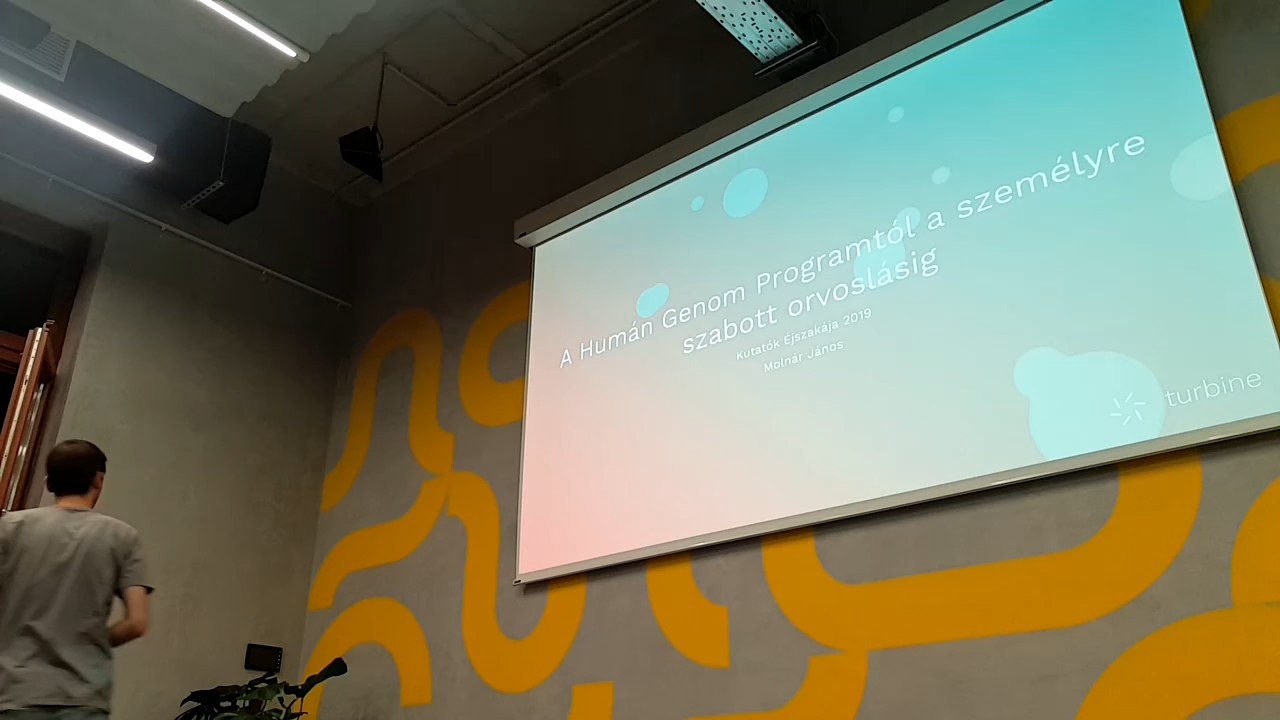 A Humán Genom Programtól a személyre
szabott orvoslásig
Kutatók Éjszakája 2019
Molnár János
turbine